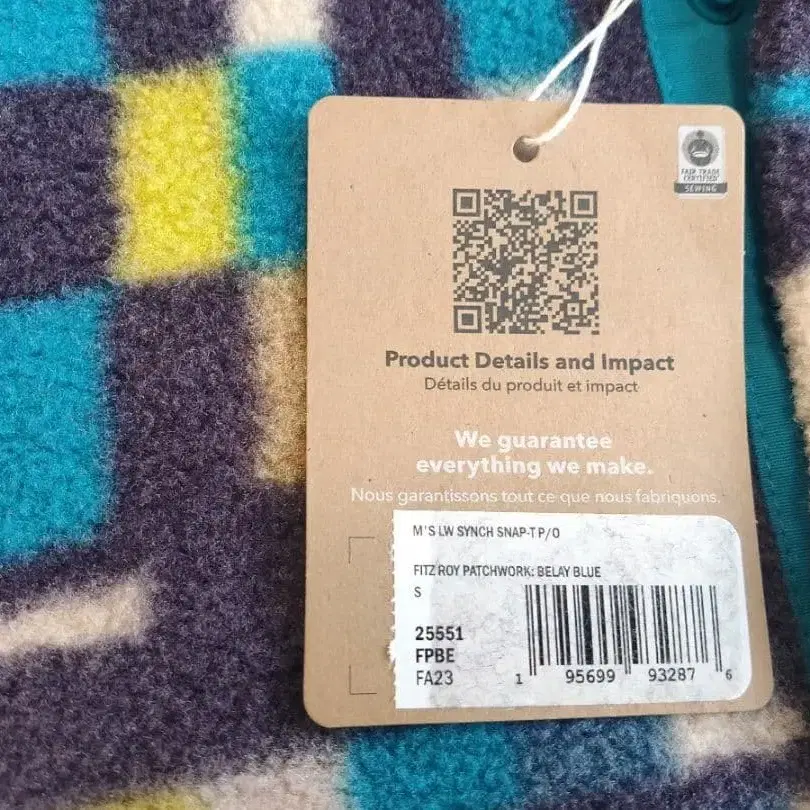 FAIR TRADE
CERTIFIED
SEWING
Product Details and Impact
Détails du produit et impact
We guarantee
everything we make.
Nous garantissons tout ce que nous fabriquons.
M'S LW SYNCH SNAP-T P/O
FITZ ROY PATCHWORK: BELAY BLUE
S
25551
FPBE
FA23
1 95699 93287 6